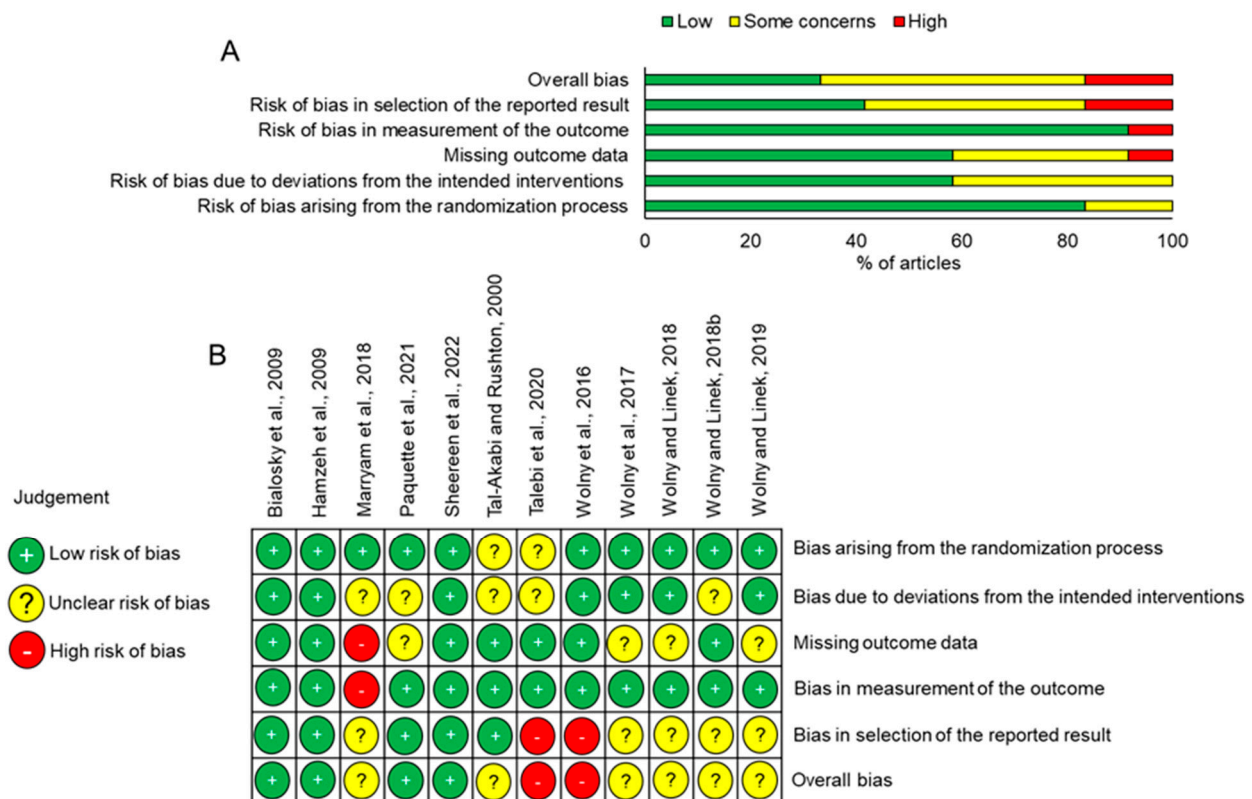 Low Some concerns High
A
Overall bias
Risk of bias in selection of the reported result
Risk of bias in measurement of the outcome
Missing outcome data
Risk of bias due to deviations from the intended interventions
Risk of bias arising from the randomization process
0 20 40 60 80 100
% of articles
B
Bialosky et al., 2009
Hamzeh et al., 2009
Marryam et al., 2018
Paquette et al., 2021
Sheereen et al., 2022
Tal-Akabi and Rushton, 2000
Talebi et al., 2020
Wolny et al., 2016
Wolny et al., 2017
Wolny and Linek, 2018
Wolny and Linek, 2018b
Wolny and Linek, 2019
Judgement
+ Low risk of bias
? Unclear risk of bias
- High risk of bias
+ + + + + ? ? + + + + + Bias arising from the randomization process
+ + ? ? + ? ? + + + ? + Bias due to deviations from the intended interventions
+ + - ? + + + + ? ? + ? Missing outcome data
+ + - + + + + + + + + + Bias in measurement of the outcome
+ + ? + + + - - ? ? ? ? Bias in selection of the reported result
+ + ? + + ? - - ? ? ? ? Overall bias